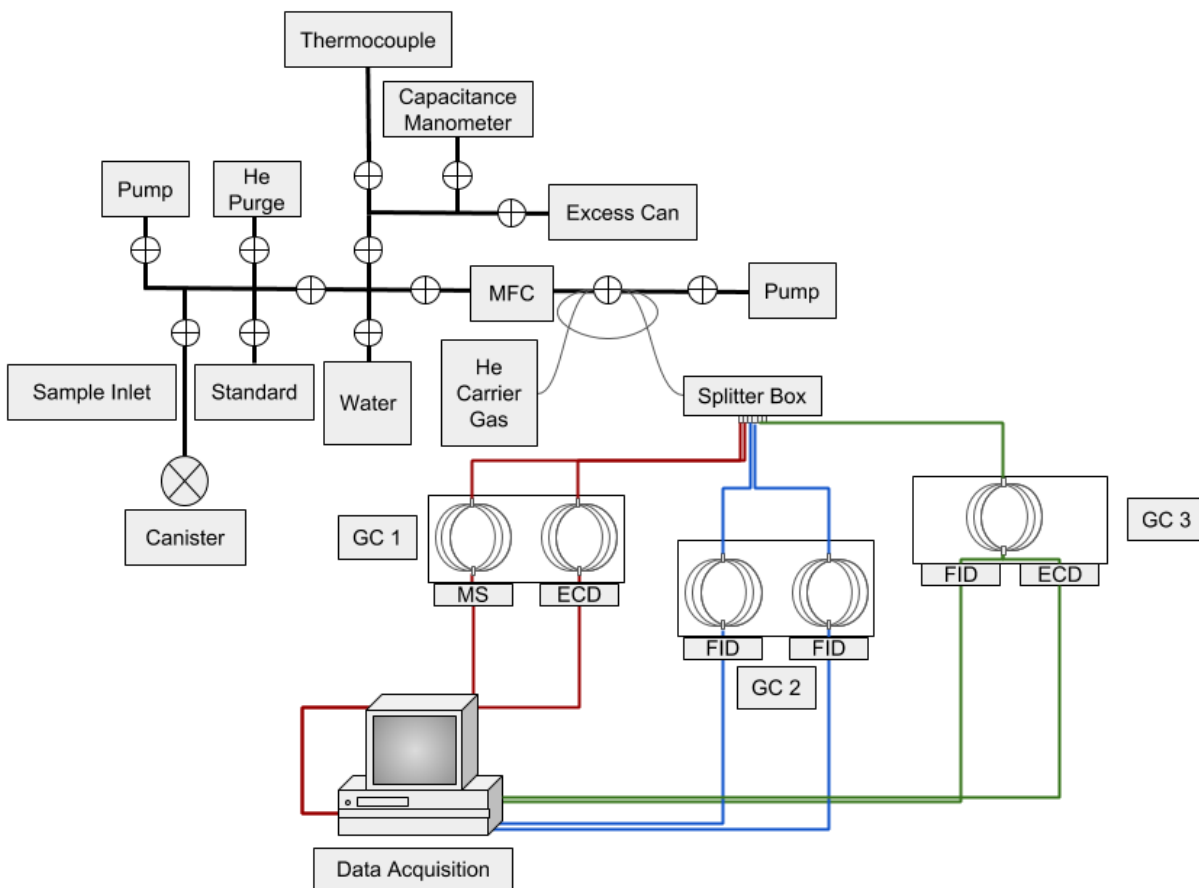 Thermocouple
Capacitance
Manometer
Pump
He
Purge
Excess Can
MFC
Pump
Sample Inlet
Standard
Water
He
Carrier
Gas
Splitter Box
Canister
GC 1
MS
ECD
FID
FID
GC 2
GC 3
FID
ECD
Data Acquisition